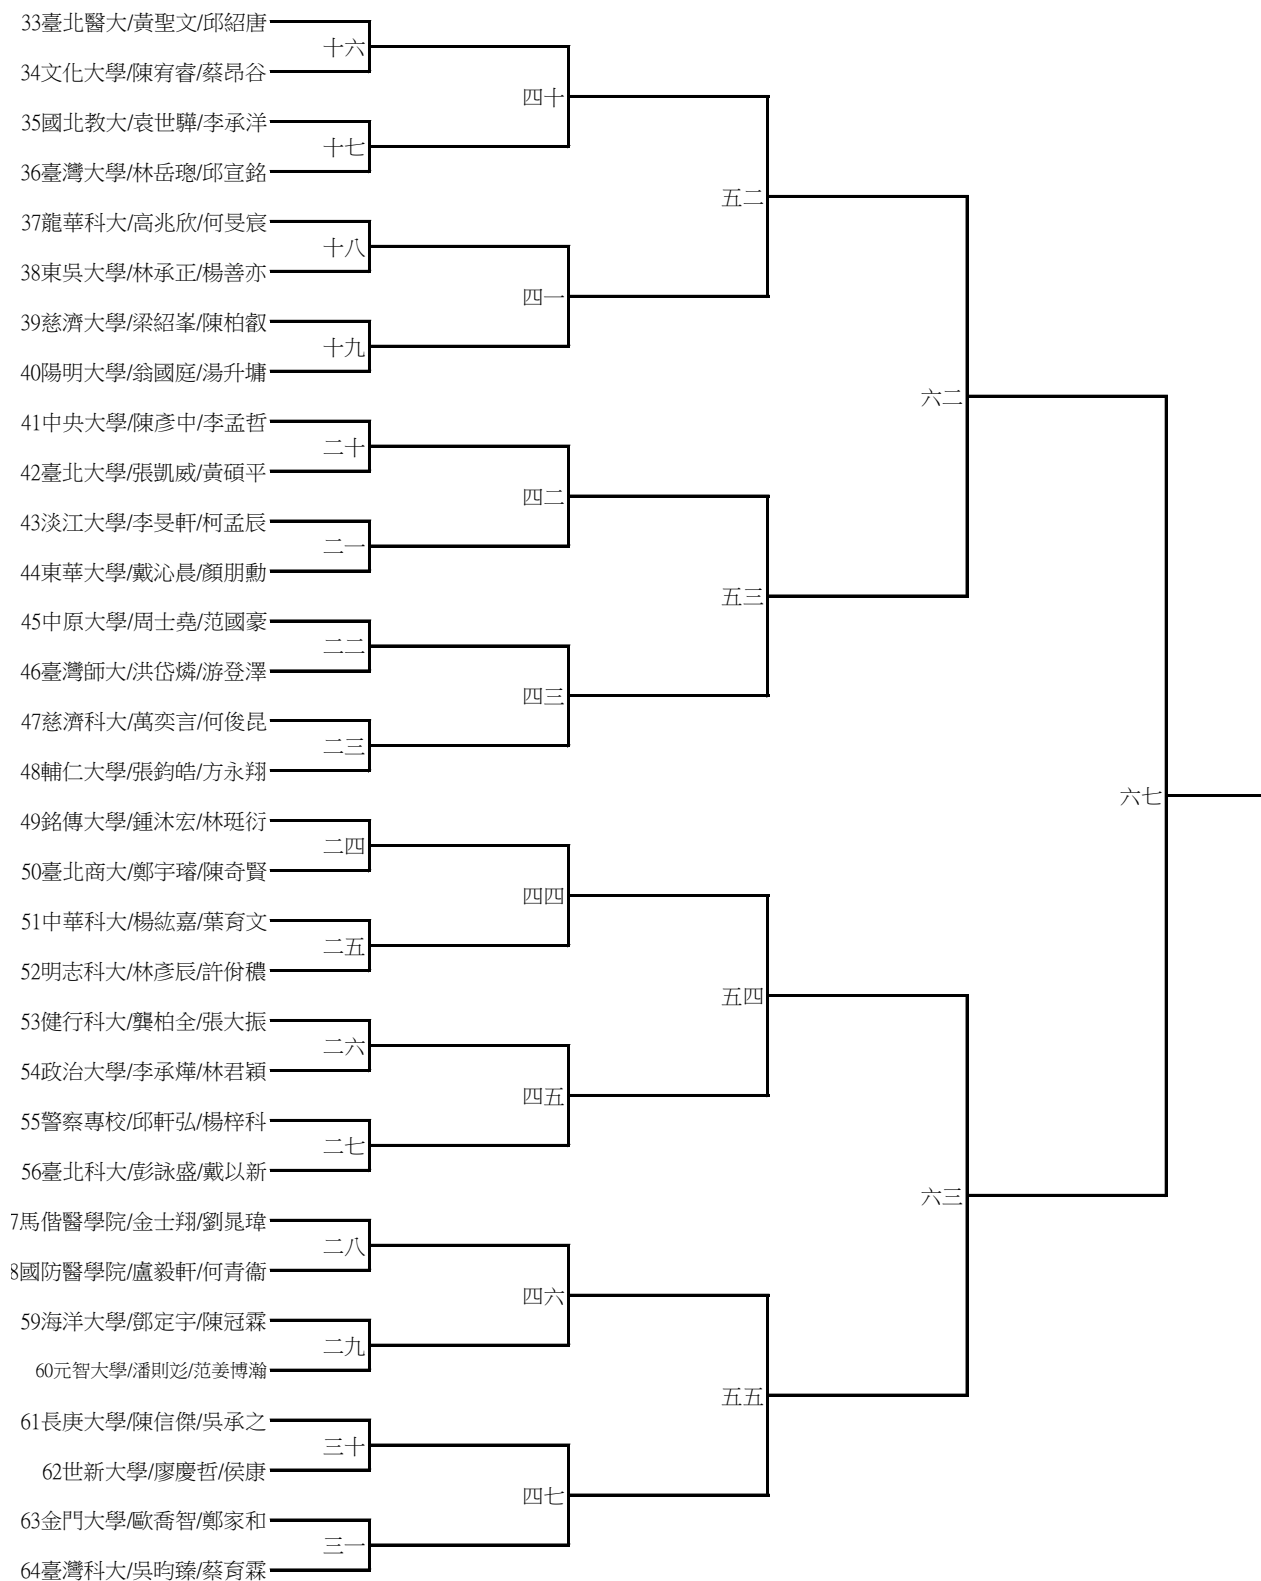 33臺北醫大/黃聖文/邱紹唐
十六
34文化大學/陳宥睿/蔡昂谷
四十
35國北教大/袁世驊/李承洋
十七
36臺灣大學/林岳璁/邱宣銘
五二
37龍華科大/高兆欣/何旻宸
十八
38東吳大學/林承正/楊善亦
四一
39慈濟大學/梁紹峯/陳柏叡
十九
40陽明大學/翁國庭/湯升墉
六二
41中央大學/陳彥中/李孟哲
二十
42臺北大學/張凱威/黃碩平
四二
43淡江大學/李旻軒/柯孟辰
二一
44東華大學/戴沁晨/顏朋勳
五三
45中原大學/周士堯/范國豪
二二
46臺灣師大/洪岱燐/游登澤
四三
47慈濟科大/萬奕言/何俊昆
二三
48輔仁大學/張鈞皓/方永翔
六七
49銘傳大學/鍾沐宏/林珽衍
二四
50臺北商大/鄭宇璿/陳奇賢
四四
51中華科大/楊紘嘉/葉育文
二五
52明志科大/林彥辰/許佾穠
五四
53健行科大/龔柏全/張大振
二六
54政治大學/李承燁/林君穎
四五
55警察專校/邱軒弘/楊梓科
二七
56臺北科大/彭詠盛/戴以新
六三
7馬偕醫學院/金士翔/劉晁瑋
二八
8國防醫學院/盧毅軒/何青衞
四六
59海洋大學/鄧定宇/陳冠霖
二九
60元智大學/潘則彣/范姜博瀚
五五
61長庚大學/陳信傑/吳承之
三十
62世新大學/廖慶哲/侯康
四七
63金門大學/歐喬智/鄭家和
三一
64臺灣科大/吳昀臻/蔡育霖